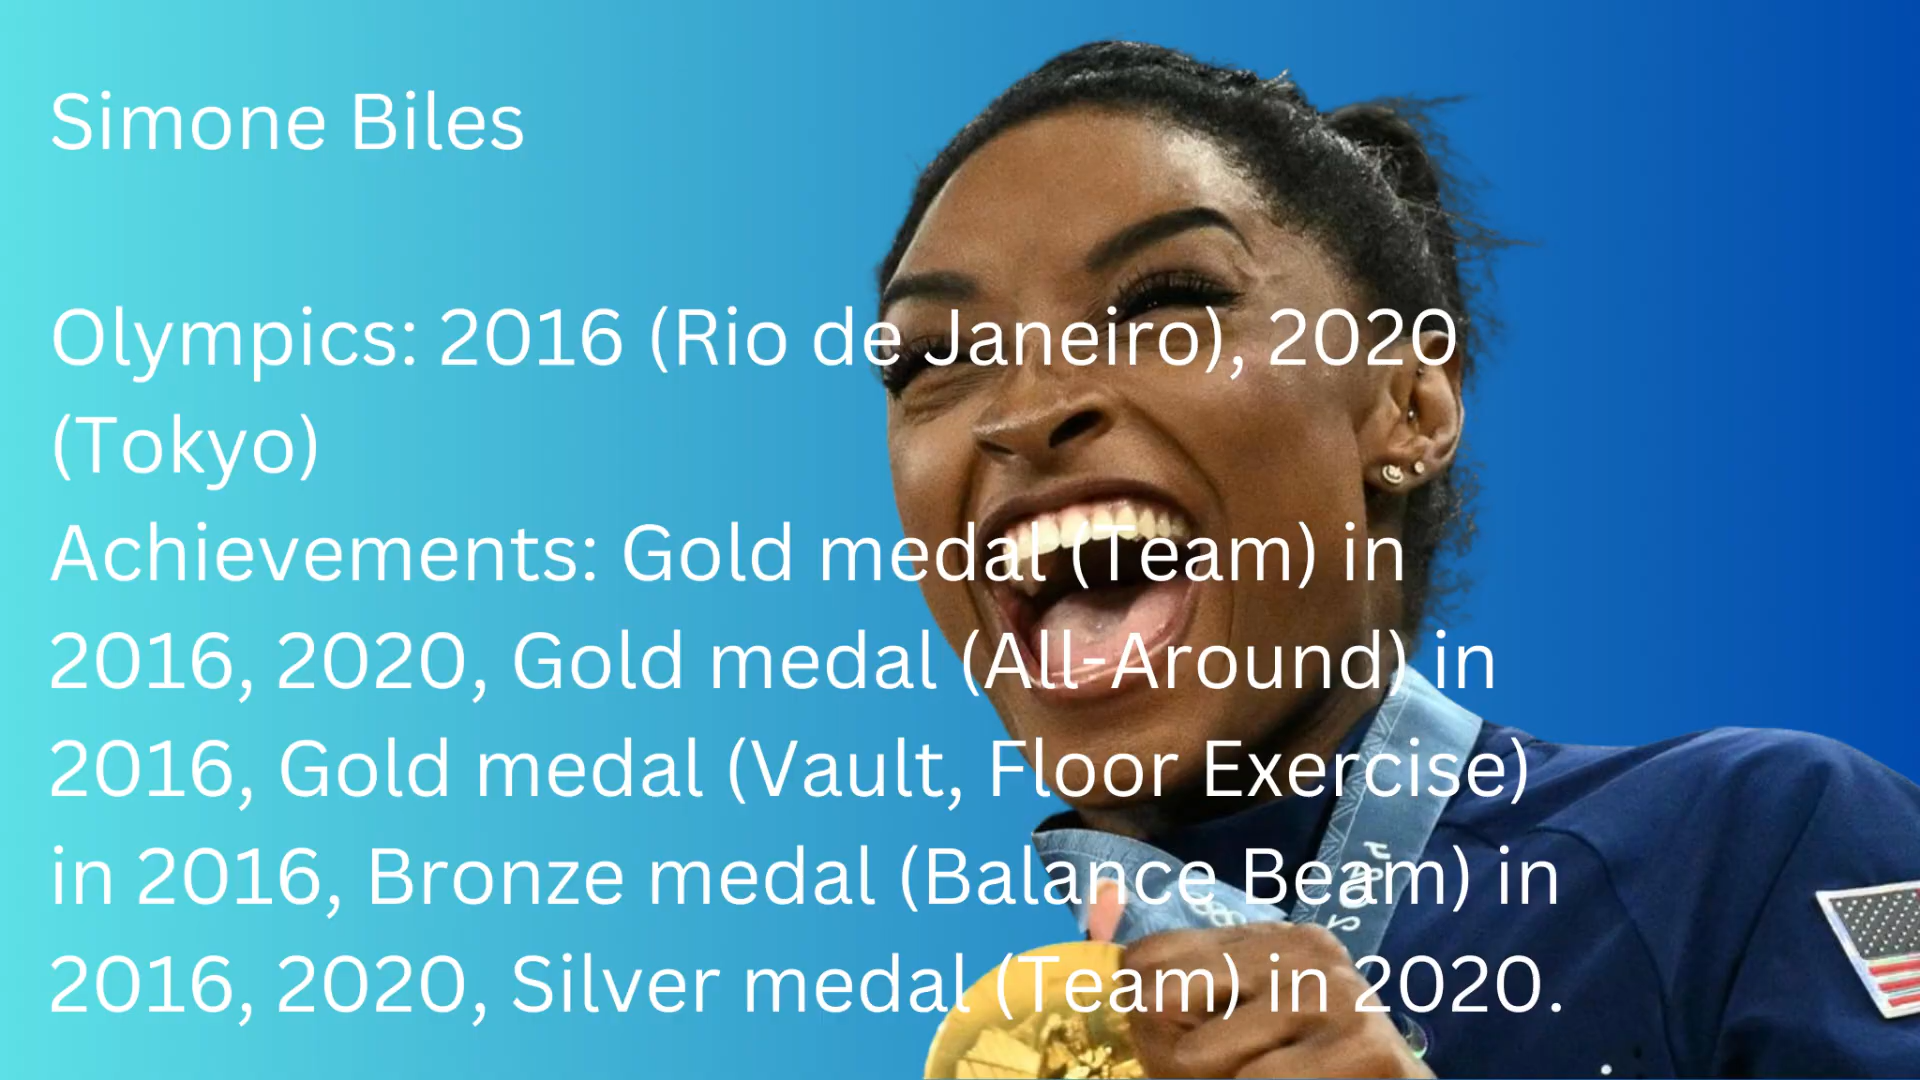 Simone Biles
Olympics: 2016 (Rio de Janeiro), 2020
(Tokyo)
Achievements: Gold medal (Team) in
2016, 2020, Gold medal (All-Around) in
2016, Gold medal (Vault, Floor Exercise)
in 2016, Bronze medal (Balance Beam) in
2016, 2020, Silver medal (Team) in 2020.